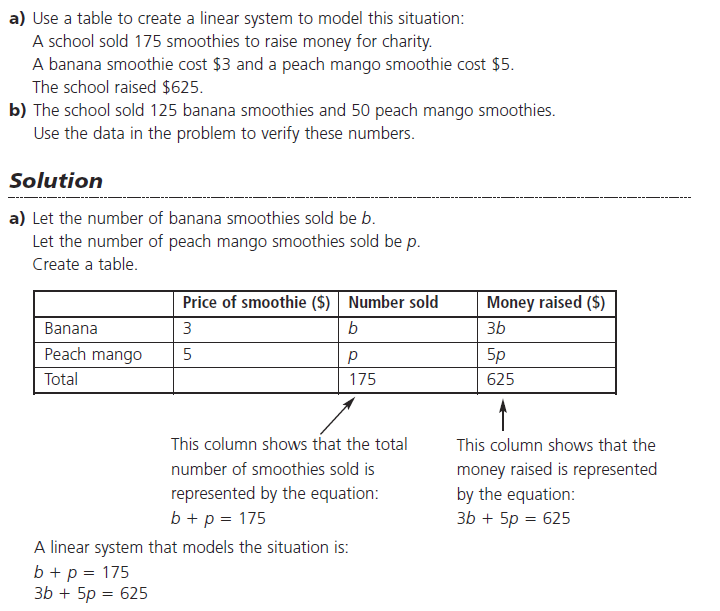 a) Use a table to create a linear system to model this situation:
A school sold 175 smoothies to raise money for charity.
A banana smoothie cost $3 and a peach mango smoothie cost $5.
The school raised $625.
b) The school sold 125 banana smoothies and 50 peach mango smoothies.
Use the data in the problem to verify these numbers.
Solution
a) Let the number of banana smoothies sold be b.
Let the number of peach mango smoothies sold be p.
Create a table.
Price of smoothie ($) Number sold Money raised ($)
Banana 3 b 3b
Peach mango 5 p 5p
Total 175 625
This column shows that the total
number of smoothies sold is
represented by the equation:
b + p = 175
This column shows that the
money raised is represented
by the equation:
3b + 5p = 625
A linear system that models the situation is:
b + p = 175
3b + 5p = 625